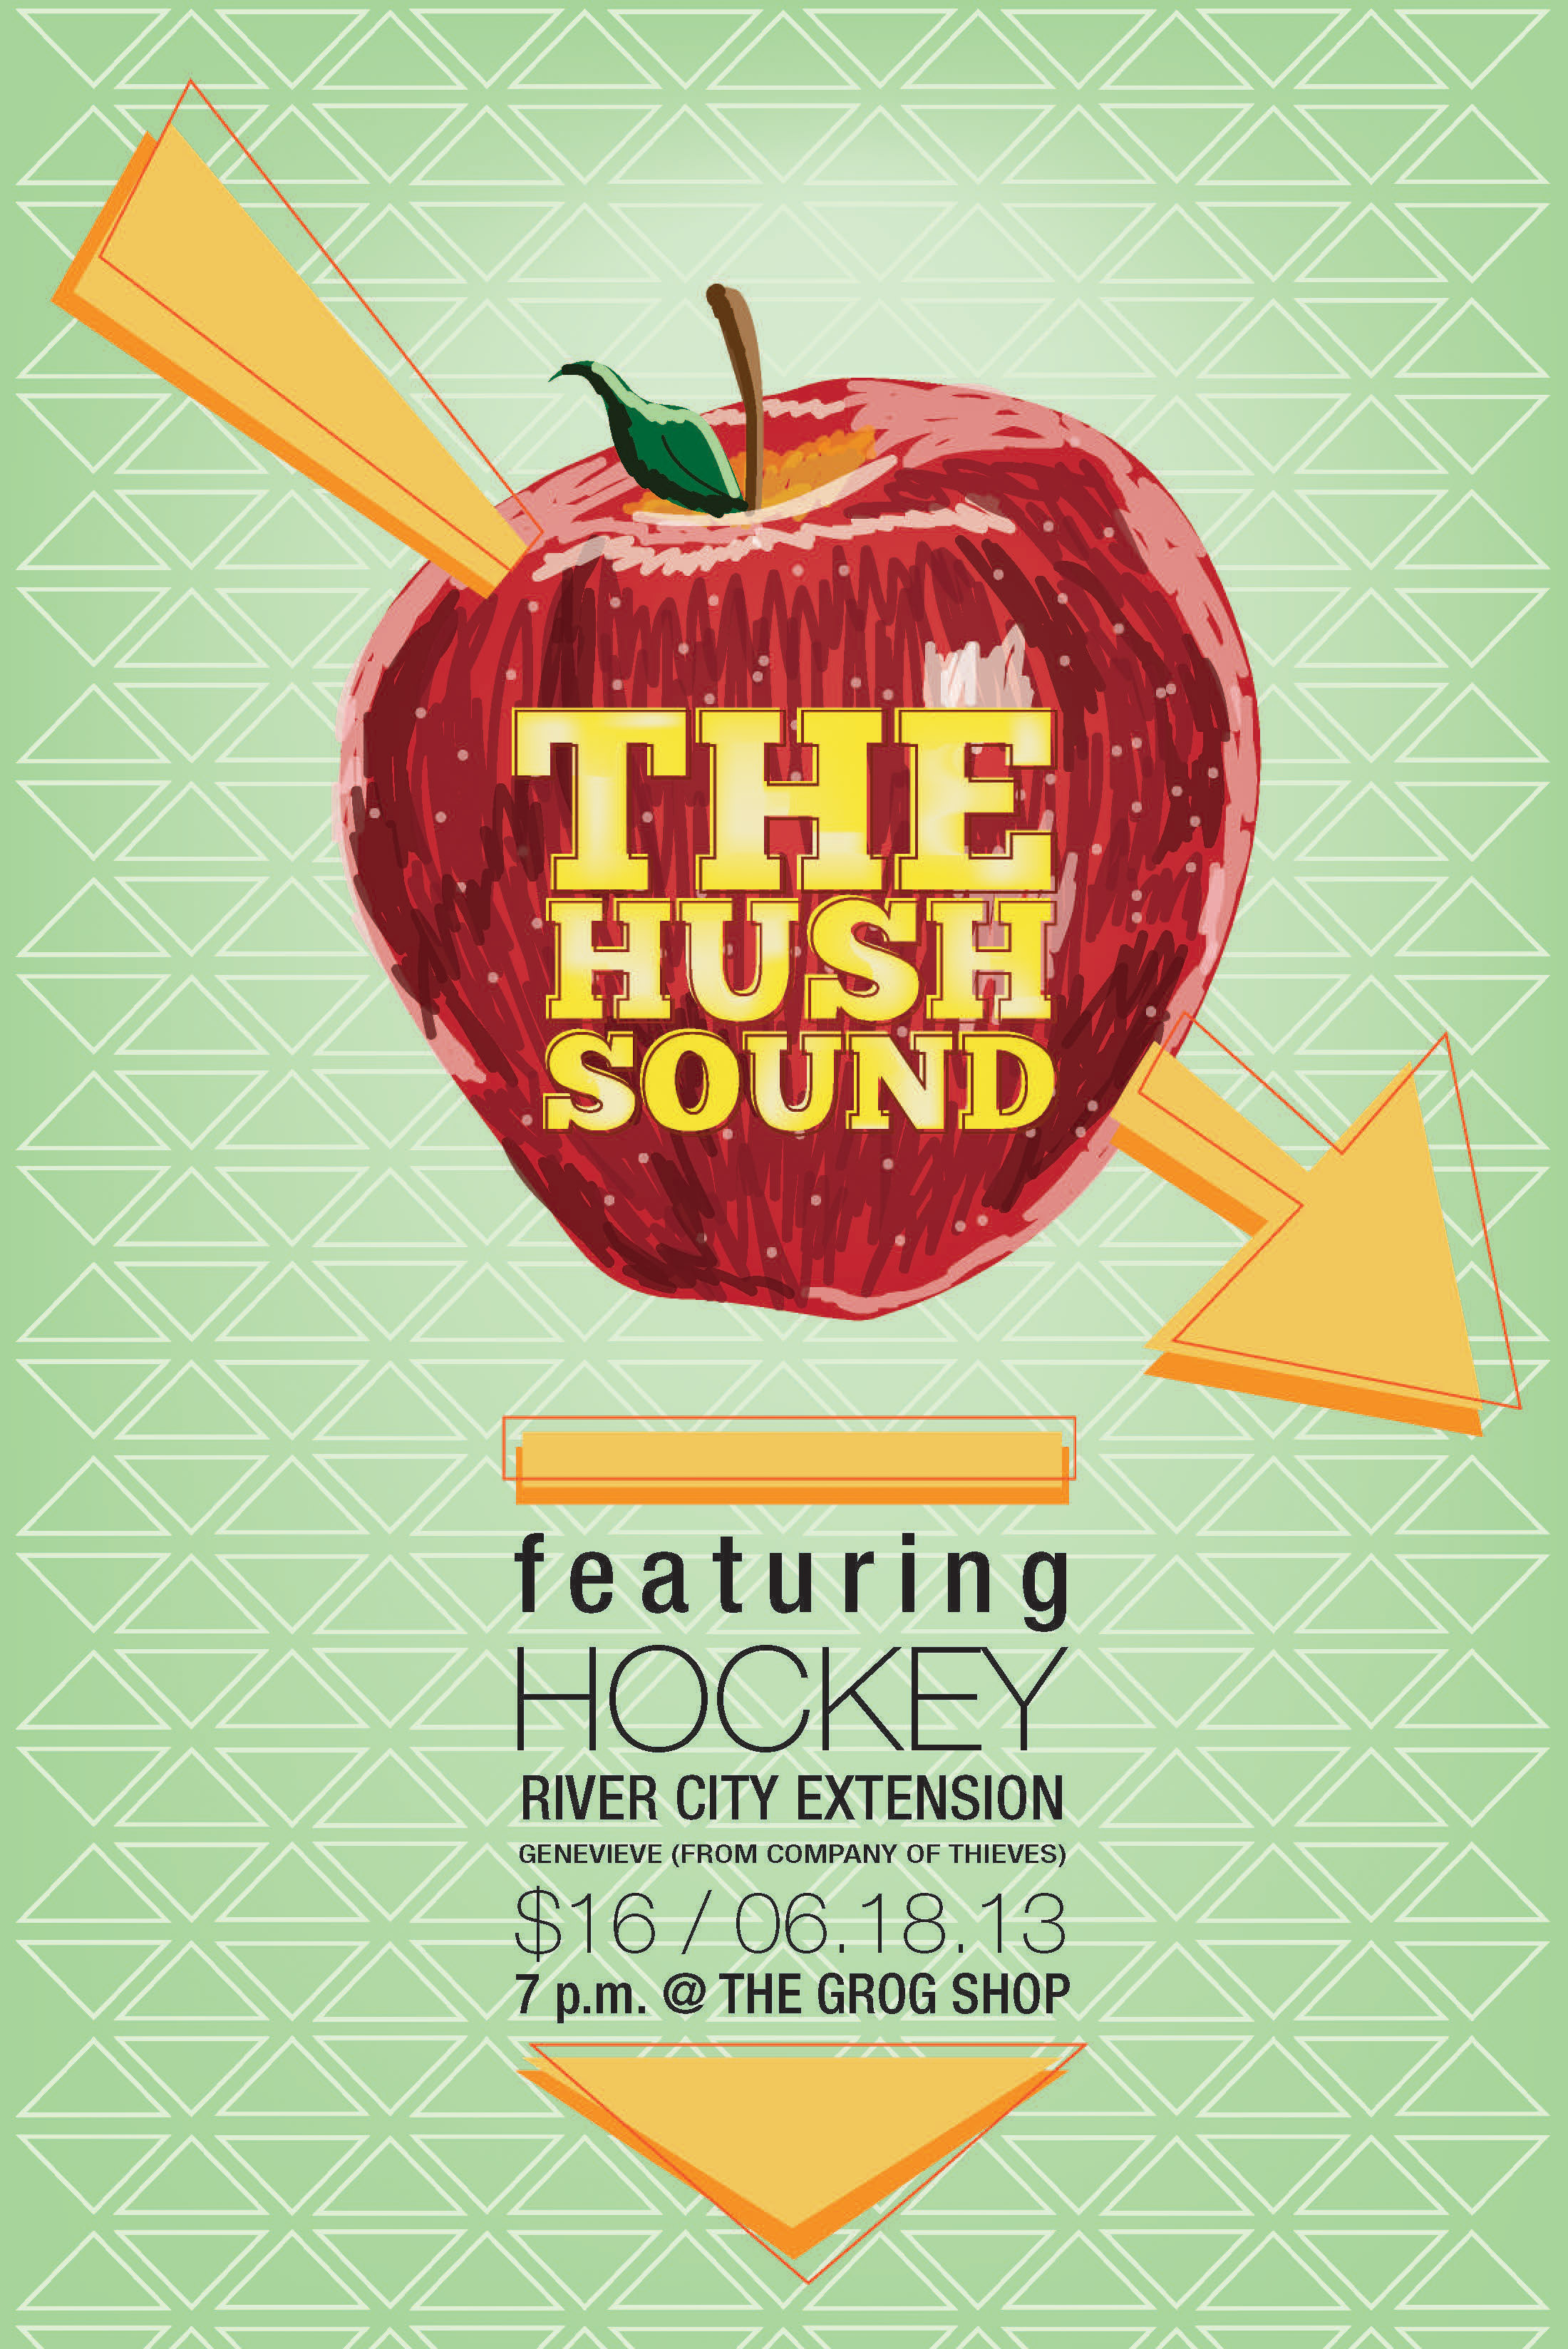 THE
HUSH
SOUND
featuring
HOCKEY
RIVER CITY EXTENSION
GENEVIEVE (FROM COMPANY OF THIEVES)
$16 / 06.18.13
7 p.m. @ THE GROG SHOP